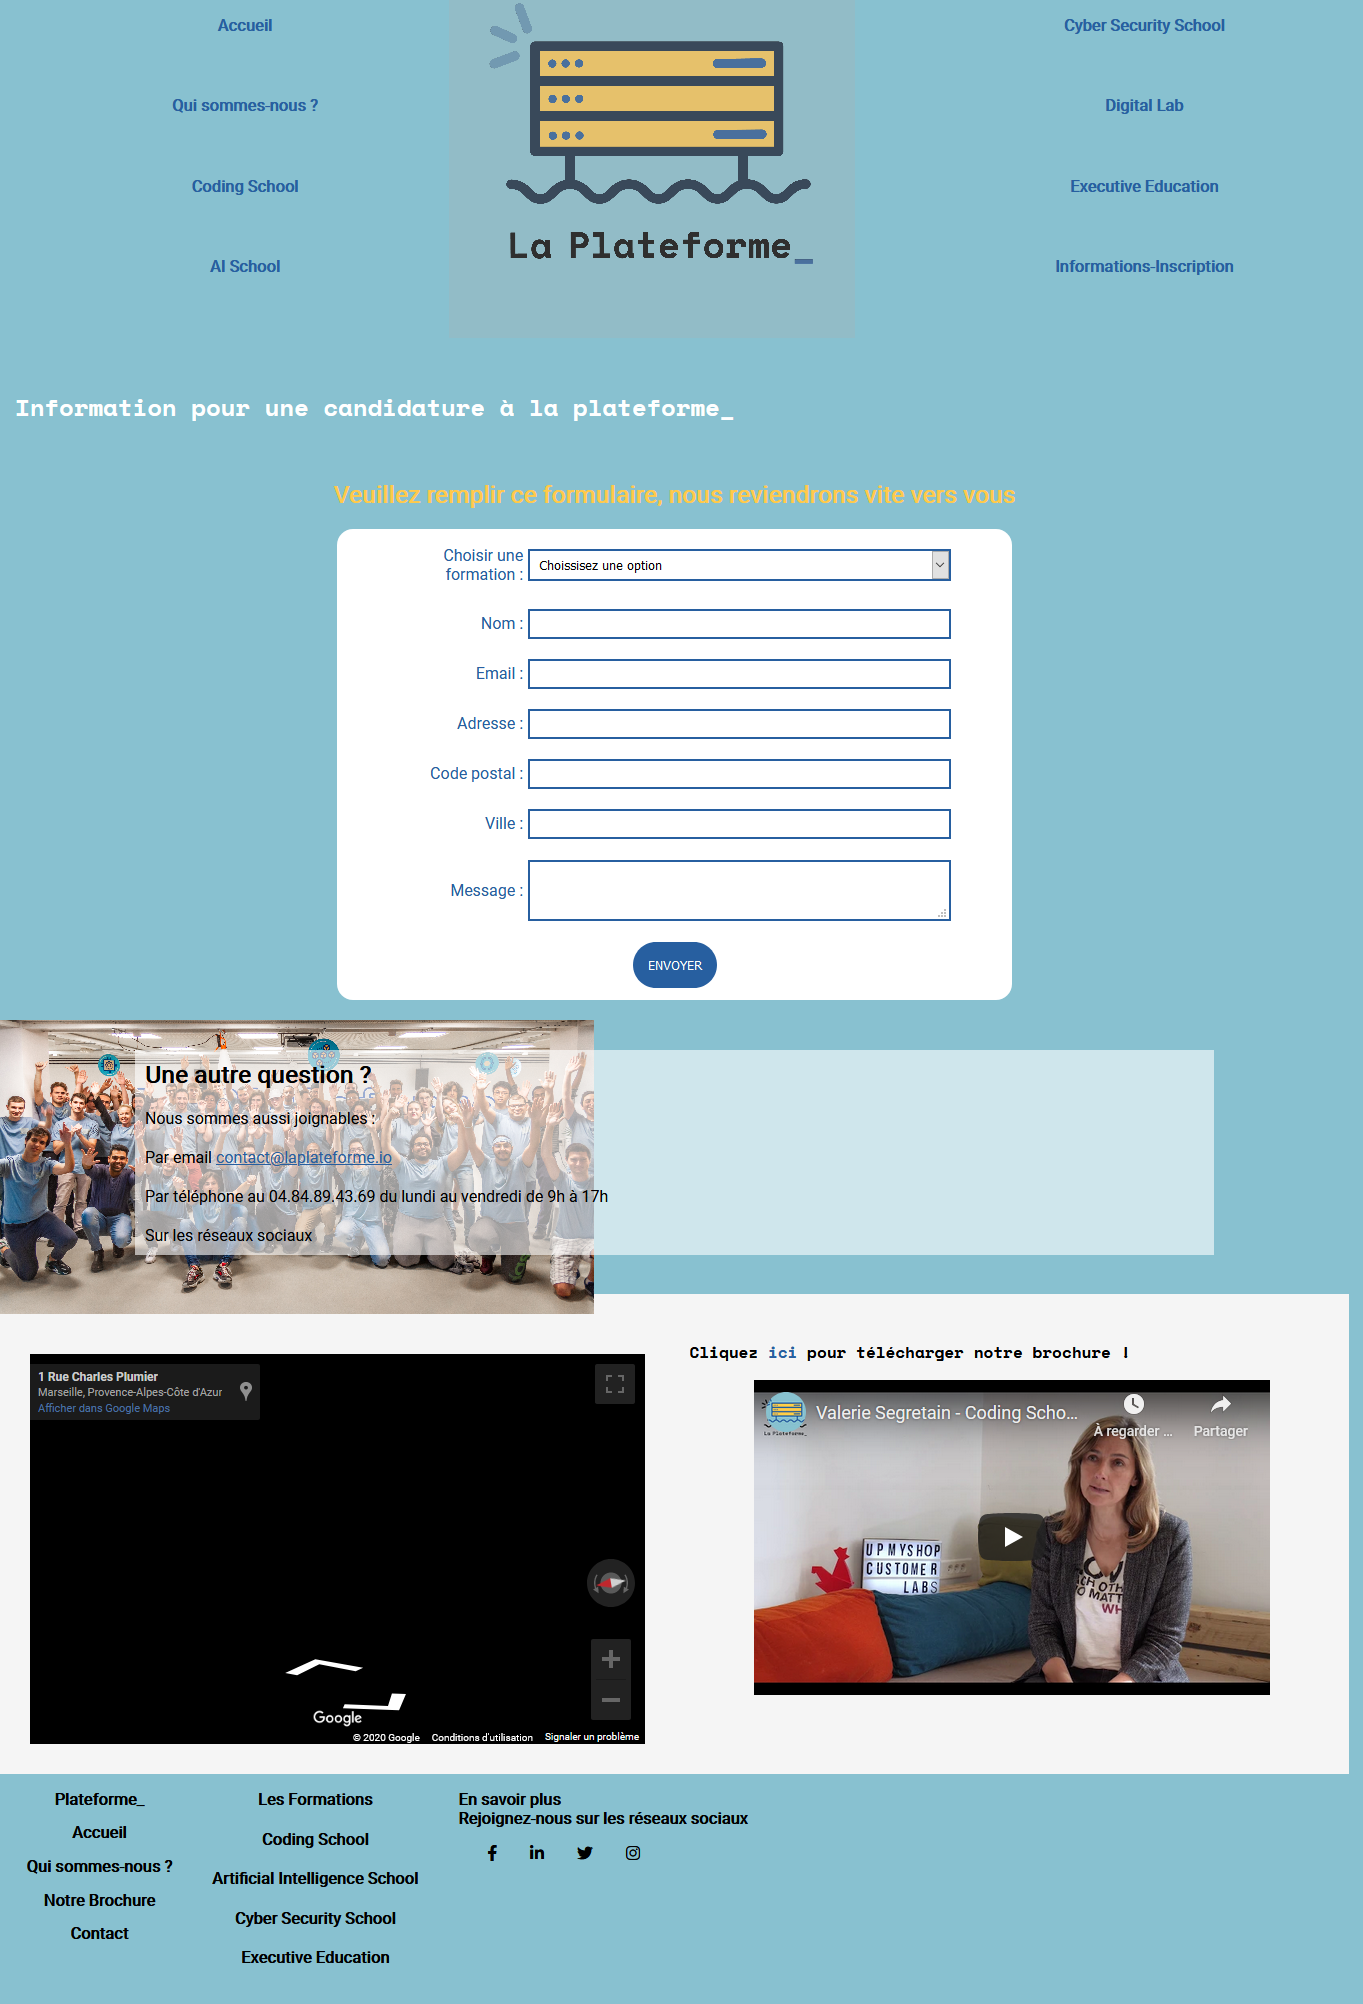 Accueil
Qui sommes-nous ?
Coding School
AI School
La Plateforme_
Cyber Security School
Digital Lab
Executive Education
Informations-Inscription
Information pour une candidature à la plateforme_
Veuillez remplir ce formulaire, nous reviendrons vite vers vous
Choisir une
formation :
Choissisez une option
Nom :
Email :
Adresse :
Code postal :
Ville :
Message :
ENVOYER
Une autre question ?
Nous sommes aussi joignables :
Par email contact@laplateforme.io
Par téléphone au 04.84.89.43.69 du lundi au vendredi de 9h à 17h
Sur les réseaux sociaux
1 Rue Charles Plumier
Marseille, Provence-Alpes-Côte d'Azur
Afficher dans Google Maps
Google
© 2020 Google
Conditions d'utilisation
Signaler un problème
Cliquez ici pour télécharger notre brochure !
La Plateforme_
Valerie Segretain - Coding Scho...
À regarder ...
Partager
UPMYSHOP
CUSTOMER
LABS
Plateforme_
Accueil
Qui sommes-nous ?
Notre Brochure
Contact
Les Formations
Coding School
Artificial Intelligence School
Cyber Security School
Executive Education
En savoir plus
Rejoignez-nous sur les réseaux sociaux